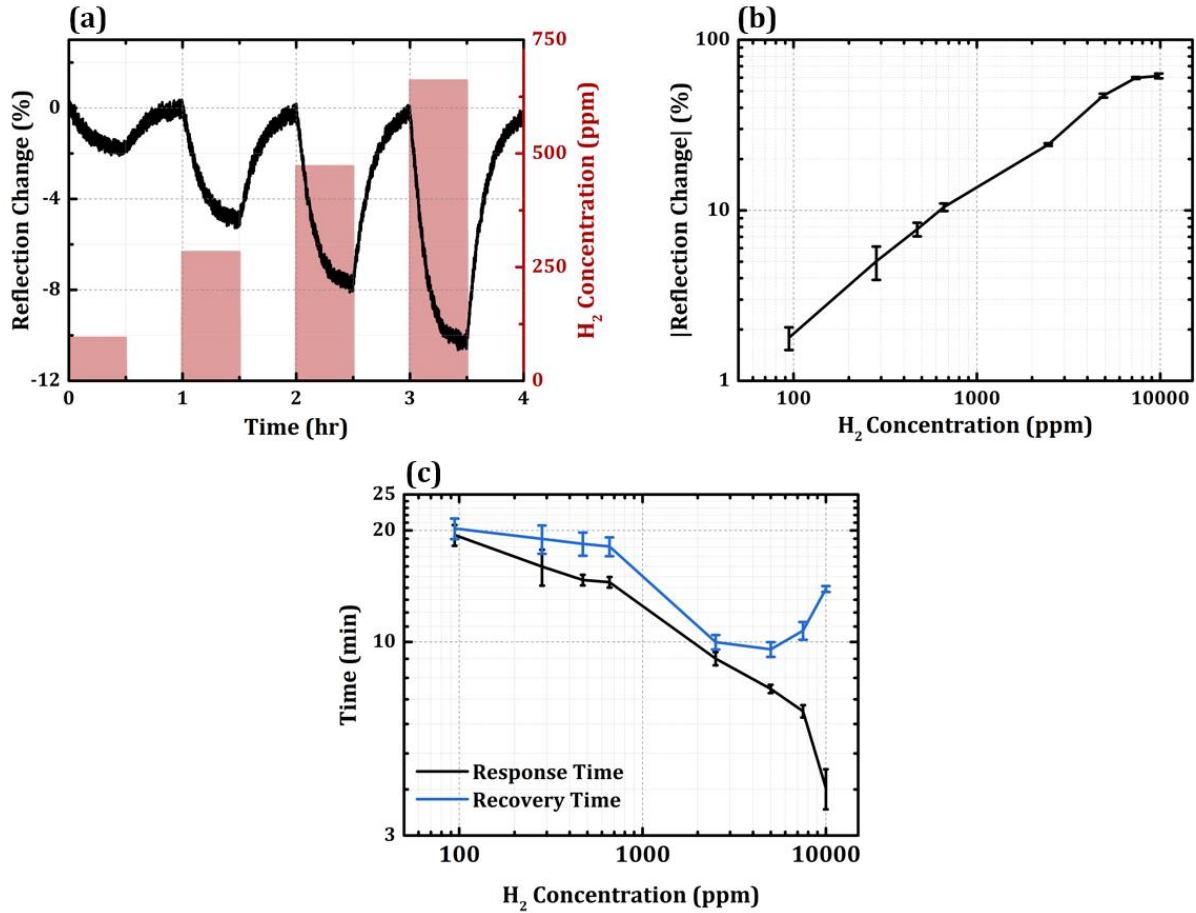 (a)
Reflection Change (%)
0
-4
-8
-12
0 1 2 3 4
Time (hr)
750
500
250
0
H₂ Concentration (ppm)
(b)
|Reflection Change| (%)
100
10
1
100 1000 10000
H₂ Concentration (ppm)
(c)
Time (min)
25
20
10
3
Response Time
Recovery Time
100 1000 10000
H₂ Concentration (ppm)